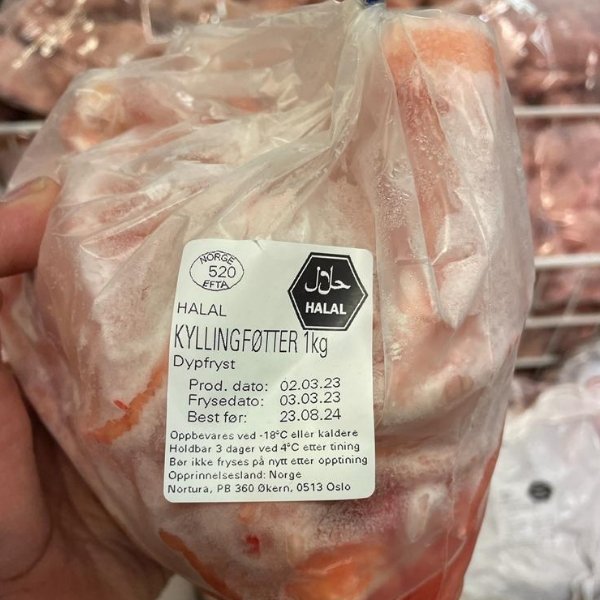 NORGE
520
EFTA
حلال
HALAL
HALAL
KYLLINGFØTTER 1kg
Dypfryst
Prod. dato: 02.03.23
Frysedato: 03.03.23
Best før: 23.08.24
Oppbevares ved -18°C eller kaldere
Holdbar 3 dager ved 4°C etter tining
Bør ikke fryses på nytt etter opptining
Opprinnelsesland: Norge
Nortura, PB 360 Økern, 0513 Oslo